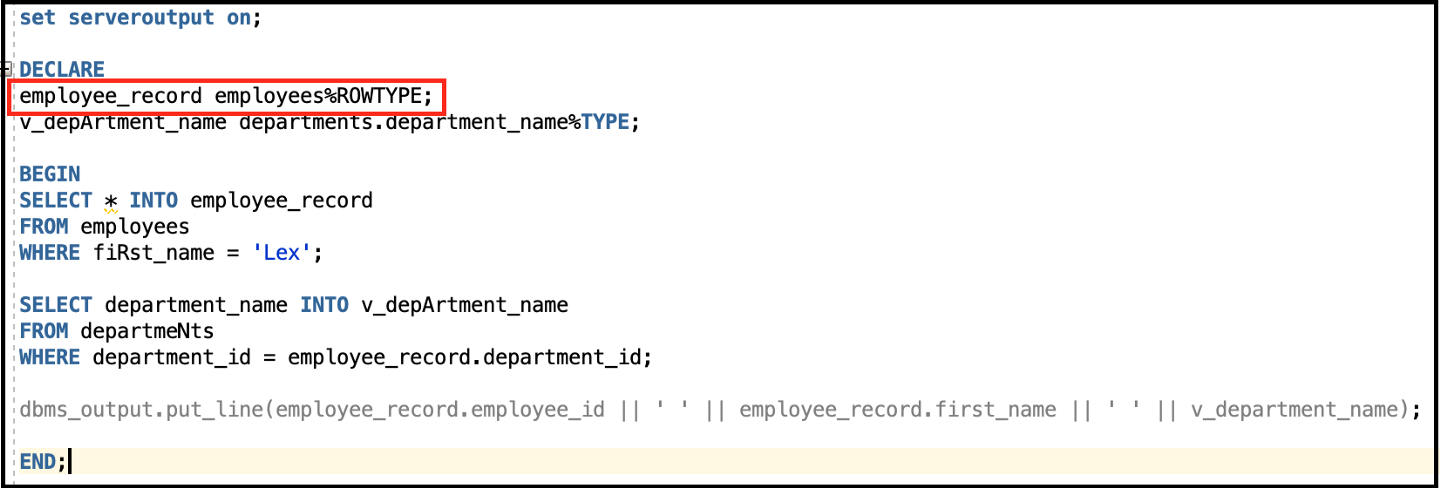 set serveroutput on;
DECLARE
employee_record employees%ROWTYPE;
v_depArtment_name departments.department_name%TYPE;
BEGIN
SELECT * INTO employee_record
FROM employees
WHERE fiRst_name = 'Lex';
SELECT department_name INTO v_depArtment_name
FROM departmeNts
WHERE department_id = employee_record.department_id;
dbms_output.put_line(employee_record.employee_id || ' ' || employee_record.first_name || ' ' || v_department_name);
END;